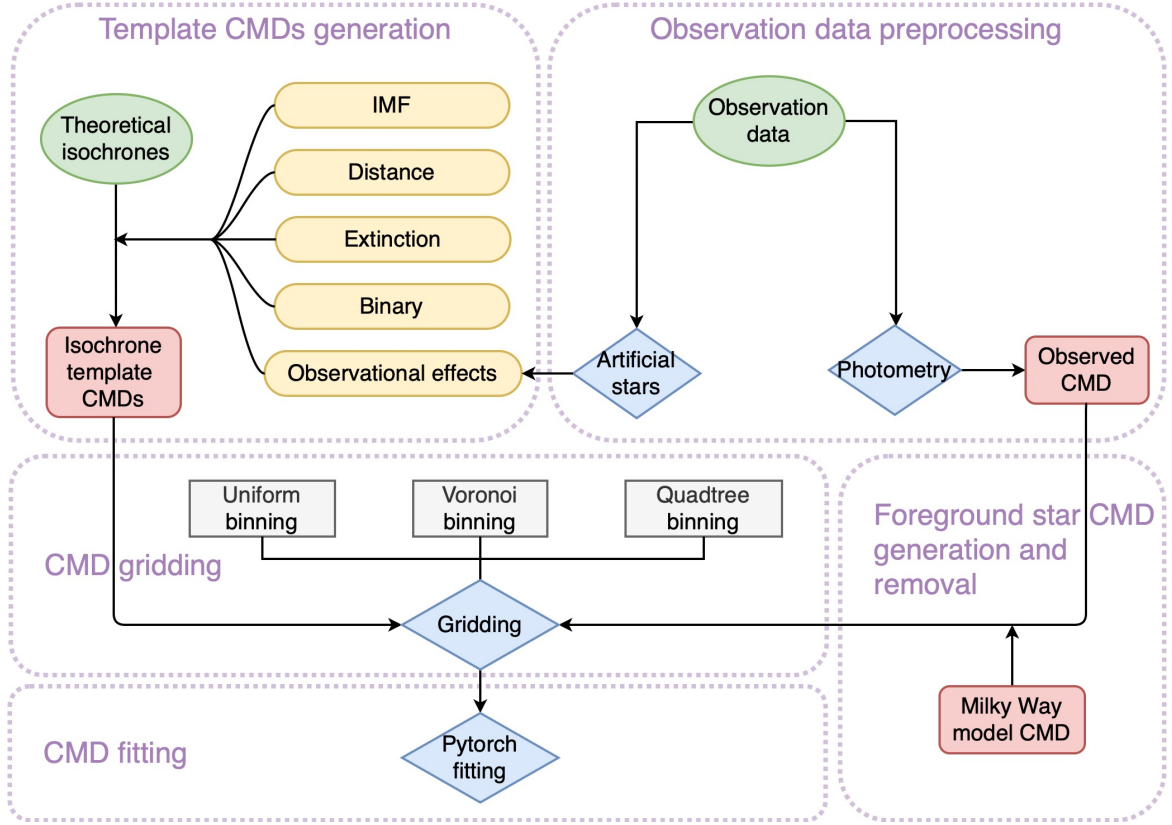 Template CMDs generation
Theoretical
isochrones
IMF
Distance
Extinction
Binary
Observational effects
Isochrone
template
CMDs
Observation data preprocessing
Observation
data
Artificial
stars
Photometry
Observed
CMD
CMD gridding
Uniform
binning
Voronoi
binning
Quadtree
binning
Gridding
Foreground star CMD
generation and
removal
Milky Way
model CMD
CMD fitting
Pytorch
fitting